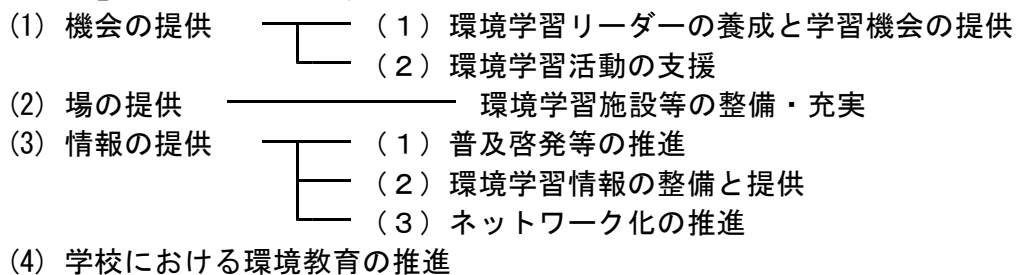 (1) 機会の提供 （１）環境学習リーダーの養成と学習機会の提供
（２）環境学習活動の支援
(2) 場の提供 環境学習施設等の整備・充実
(3) 情報の提供 （１）普及啓発等の推進
（２）環境学習情報の整備と提供
（３）ネットワーク化の推進
(4) 学校における環境教育の推進